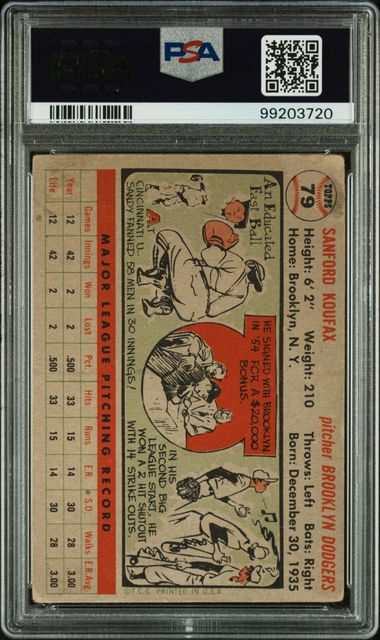 PSA
99203720
TOPPS
79
SANFORD KOUFAX
pitcher BROOKLYN DODGERS
Height: 6' 2" Weight: 210 Throws: Left Bats: Right
Home: Brooklyn, N. Y. Born: December 30, 1935
An Educated
Fast Ball
CINCINNATI U.
SANDY FANNED 58 MEN IN 30 INNINGS!
HE SIGNED WITH BROOKLYN
IN '54 FOR A $20,000
BONUS.
IN HIS
SECOND BIG
LEAGUE START, HE
WON A 2 HIT SHUTOUT
WITH 14 STRIKE OUTS.
MAJOR LEAGUE PITCHING RECORD
Games Innings Won Lost Pct. Hits Runs E.R. S.O. Walks E.R.Avg.
Year 12 42 2 2 .500 33 15 14 30 28 3.00
Life 12 42 2 2 .500 33 15 14 30 28 3.00
©T.C.G. PRINTED IN U.S.A.